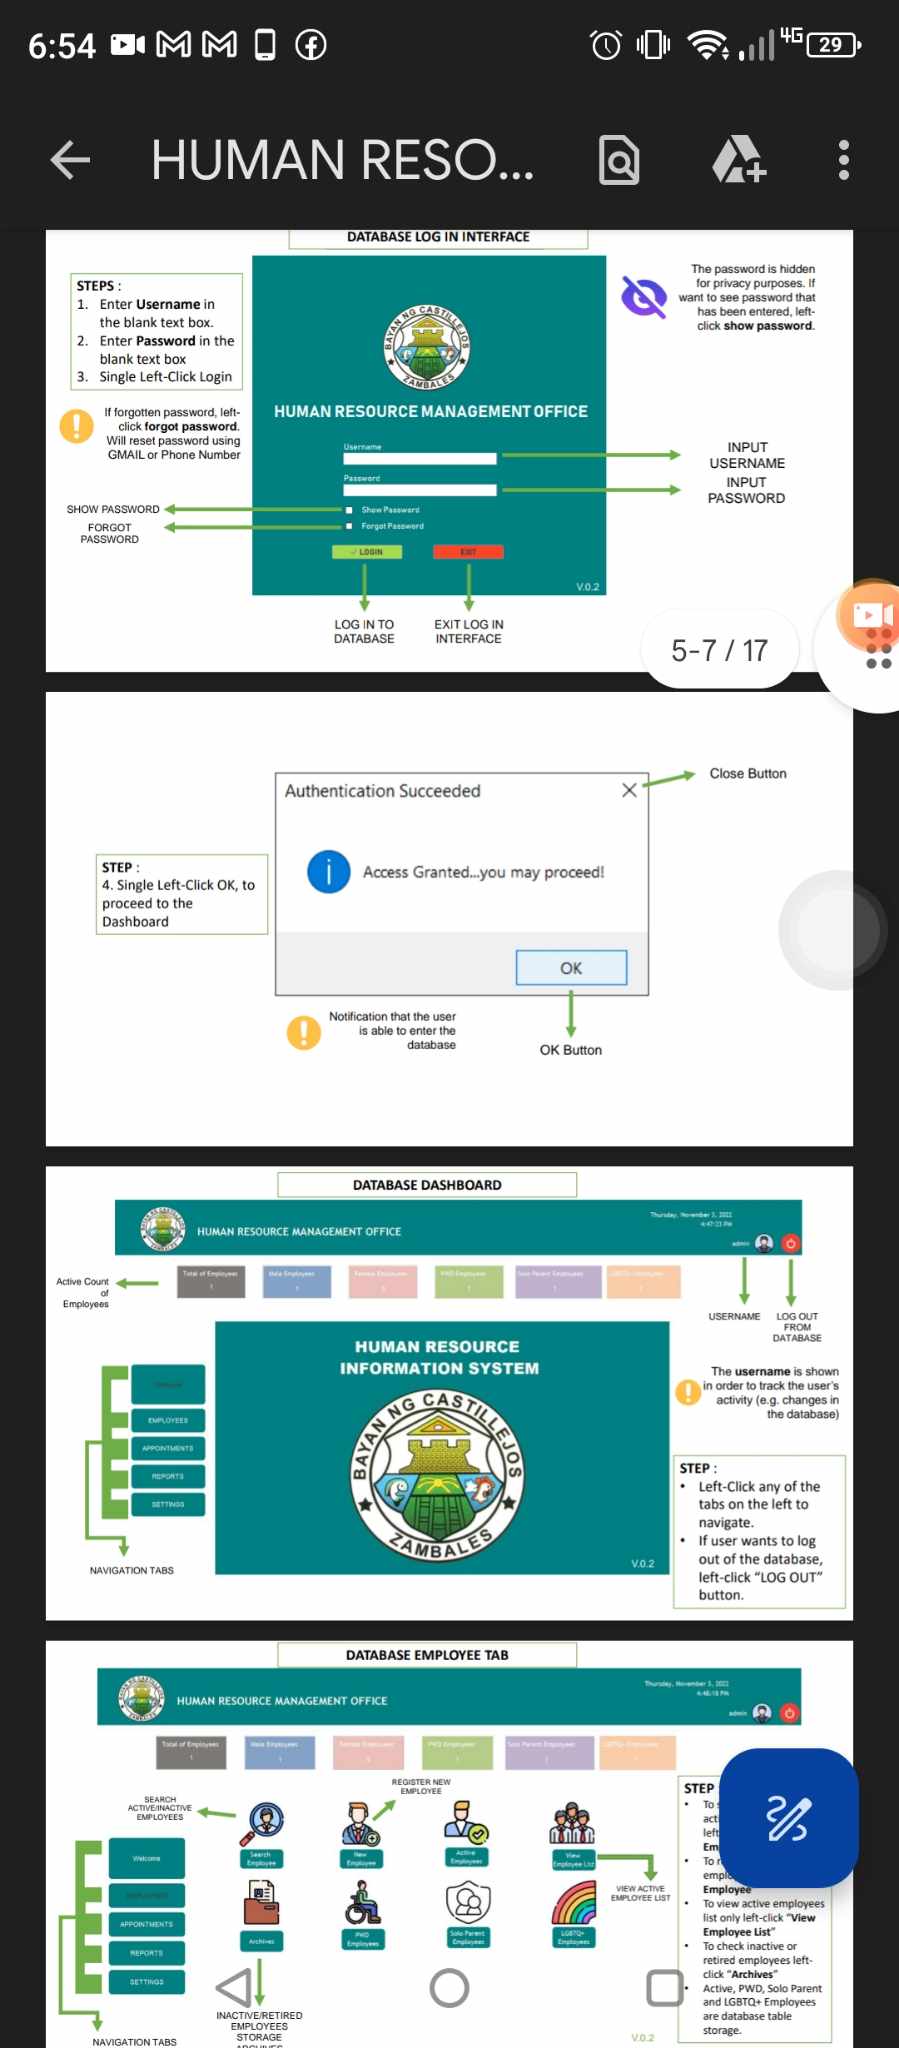 6:54
4G
29
HUMAN RESO...
DATABASE LOG IN INTERFACE
STEPS :
1. Enter Username in
the blank text box.
2. Enter Password in the
blank text box
3. Single Left-Click Login
The password is hidden
for privacy purposes. If
want to see password that
has been entered, left-
click show password.
BAYAN NG CASTILLEJOS
ZAMBALES
HUMAN RESOURCE MANAGEMENT OFFICE
If forgotten password, left-
click forgot password.
Will reset password using
GMAIL or Phone Number
Username
Password
INPUT
USERNAME
INPUT
PASSWORD
SHOW PASSWORD
FORGOT
PASSWORD
Show Password
Forgot Password
LOGIN
EXIT
V.0.2
LOG IN TO
DATABASE
EXIT LOG IN
INTERFACE
5-7 / 17
Authentication Succeeded
Close Button
Access Granted...you may proceed!
STEP :
4. Single Left-Click OK, to
proceed to the
Dashboard
OK
Notification that the user
is able to enter the
database
OK Button
DATABASE DASHBOARD
HUMAN RESOURCE MANAGEMENT OFFICE
Thursday, November 3, 2022
4:47:23 PM
admin
Active Count
of
Employees
Total of Employees
Male Employees
Female Employees
PWD Employees
Solo Parent Employees
LGBTQ+ Employees
USERNAME
LOG OUT
FROM
DATABASE
HUMAN RESOURCE
INFORMATION SYSTEM
BAYAN NG CASTILLEJOS
ZAMBALES
V.0.2
The username is shown
in order to track the user's
activity (e.g. changes in
the database)
EMPLOYEES
APPOINTMENTS
REPORTS
SETTINGS
NAVIGATION TABS
STEP :
• Left-Click any of the
tabs on the left to
navigate.
• If user wants to log
out of the database,
left-click “LOG OUT”
button.
DATABASE EMPLOYEE TAB
HUMAN RESOURCE MANAGEMENT OFFICE
Thursday, November 3, 2022
admin
Total of Employees
Male Employees
Female Employees
PWD Employees
Solo Parent Employees
LGBTQ+ Employees
SEARCH
ACTIVE/INACTIVE
EMPLOYEES
REGISTER NEW
EMPLOYEE
Search
Employee
New
Employee
Active
Employees
View
Employee List
VIEW ACTIVE
EMPLOYEE LIST
Archives
PWD
Employees
Solo Parent
Employees
LGBTQ+
Employees
Welcome
APPOINTMENTS
REPORTS
SETTINGS
NAVIGATION TABS
INACTIVE/RETIRED
EMPLOYEES
STORAGE
ARCHIVES
V.0.2
STEP
• To
left
• To
Employee
• To view active employees
list only left-click “View
Employee List”
• To check inactive or
retired employees left-
click “Archives”
• Active, PWD, Solo Parent
and LGBTQ+ Employees
are database table
storage.